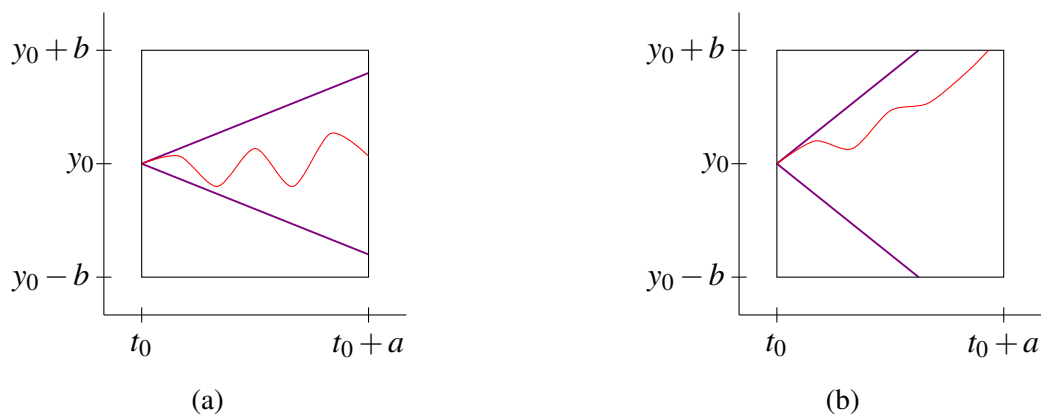 y₀ + b
y₀
y₀ − b
t₀
t₀ + a
(a)
y₀ + b
y₀
y₀ − b
t₀
t₀ + a
(b)